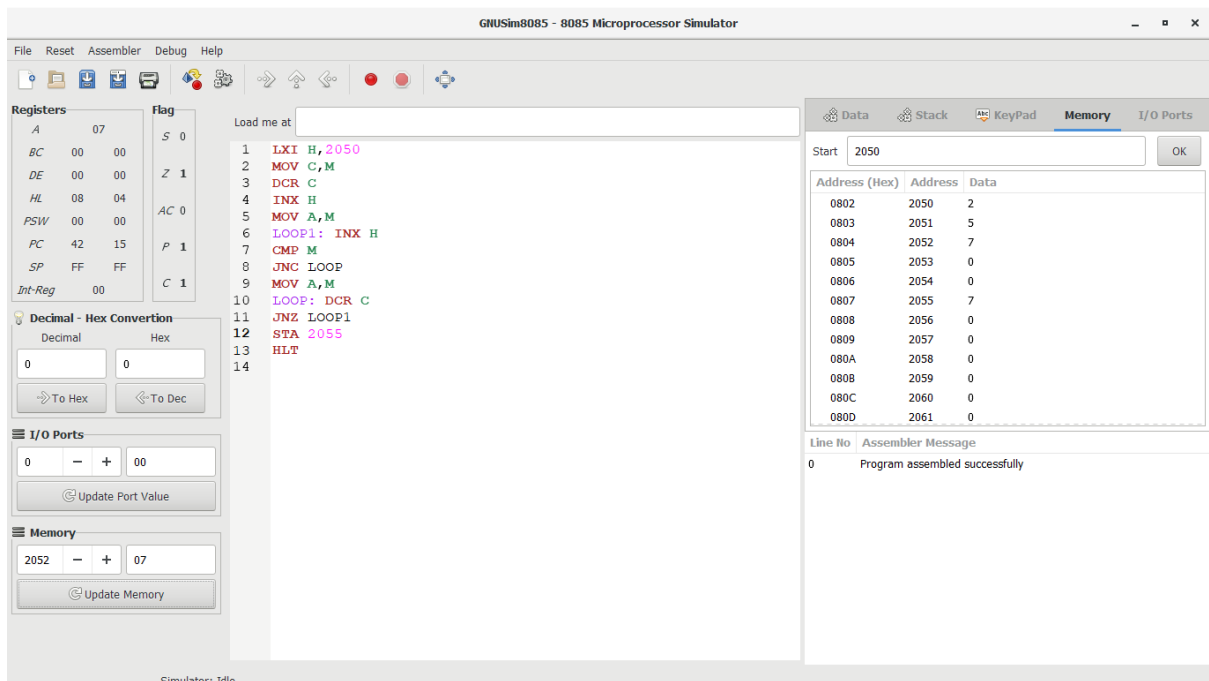 GNUSim8085 - 8085 Microprocessor Simulator
File Reset Assembler Debug Help
Registers
A 07
BC 00 00
DE 00 00
HL 08 04
PSW 00 00
PC 42 15
SP FF FF
Int-Reg 00
Flag
S 0
Z 1
AC 0
P 1
C 1
Decimal - Hex Convertion
Decimal Hex
0 0
To Hex To Dec
I/O Ports
0 − + 00
Update Port Value
Memory
2052 − + 07
Update Memory
Load me at
1 LXI H,2050
2 MOV C,M
3 DCR C
4 INX H
5 MOV A,M
6 LOOP1: INX H
7 CMP M
8 JNC LOOP
9 MOV A,M
10 LOOP: DCR C
11 JNZ LOOP1
12 STA 2055
13 HLT
14
Data Stack Abc KeyPad Memory I/O Ports
Start 2050 OK
Address (Hex) Address Data
0802 2050 2
0803 2051 5
0804 2052 7
0805 2053 0
0806 2054 0
0807 2055 7
0808 2056 0
0809 2057 0
080A 2058 0
080B 2059 0
080C 2060 0
080D 2061 0
Line No Assembler Message
0 Program assembled successfully
Simulator: Idle